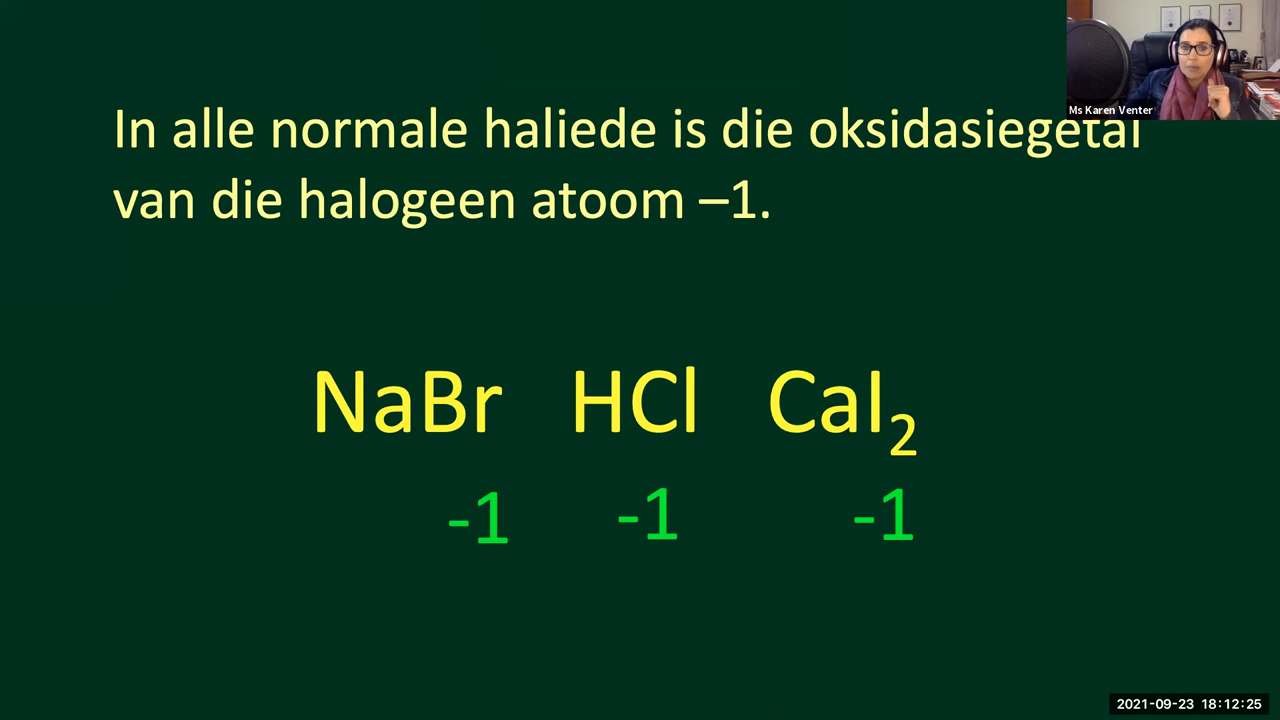 Ms Karen Venter
In alle normale haliede is die oksidasiegetal
van die halogeen atoom –1.
NaBr HCl CaI₂
-1 -1 -1
2021-09-23 18:12:25